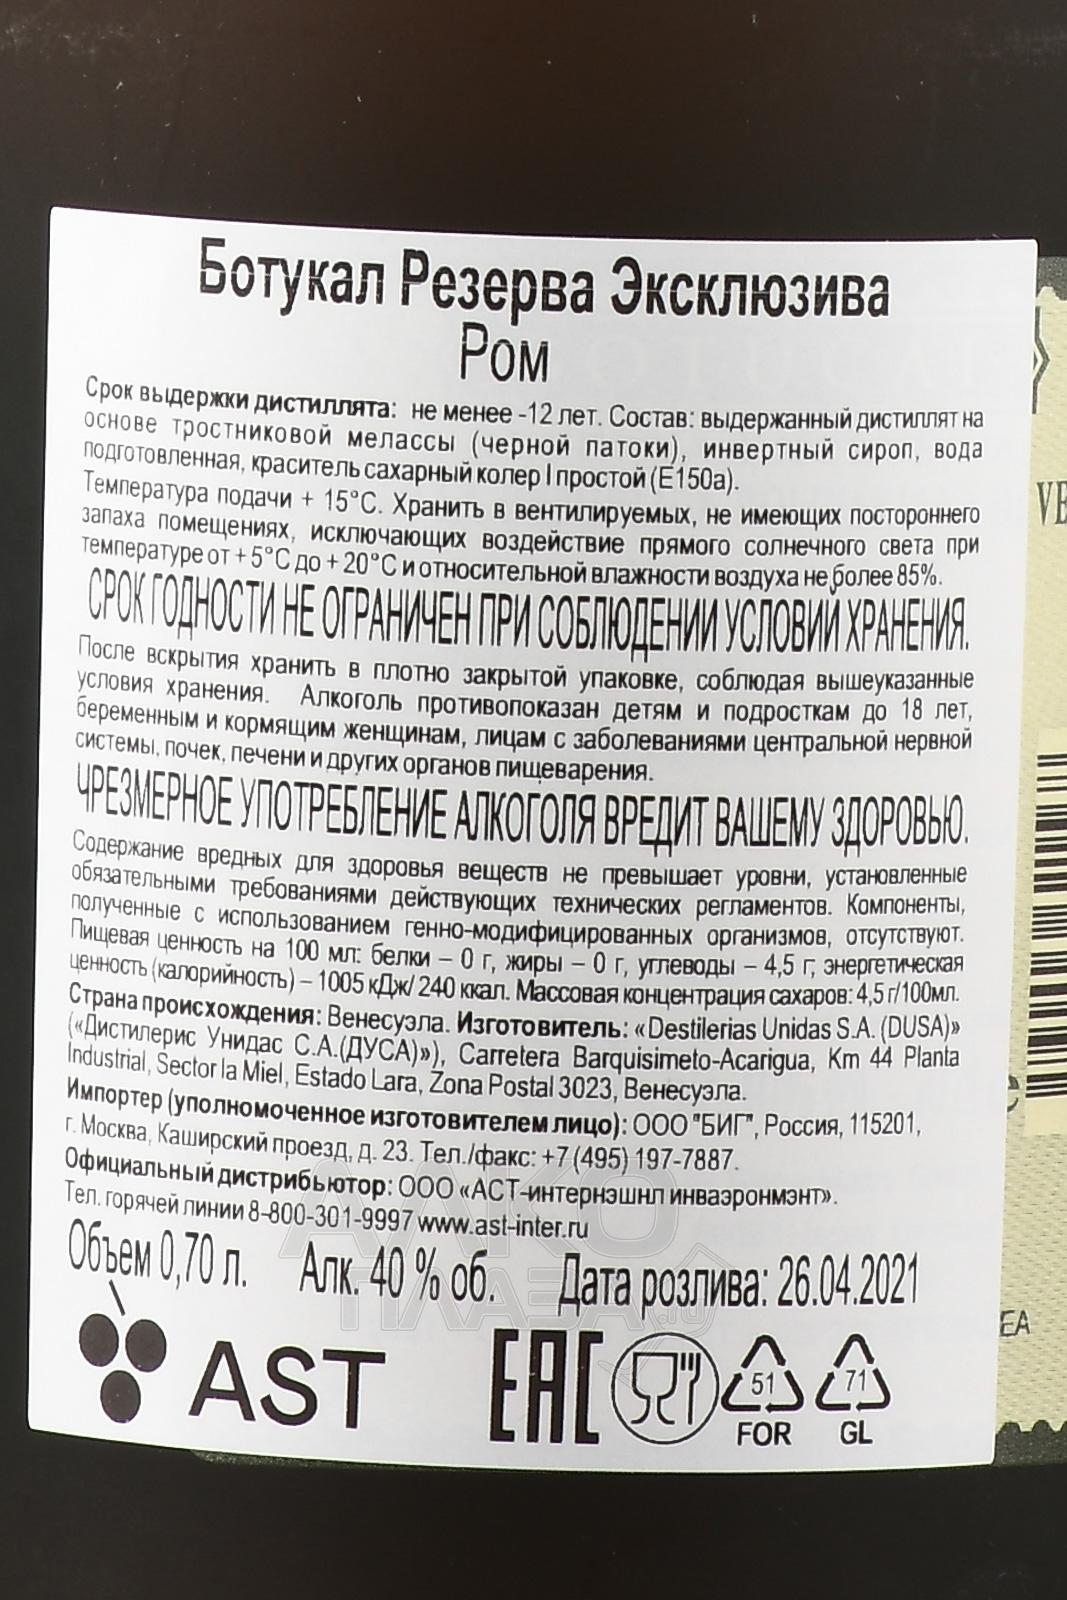 Ботукал Резерва Эксклюзива
Ром
Срок выдержки дистиллята: не менее -12 лет. Состав: выдержанный дистиллят на
основе тростниковой мелассы (черной патоки), инвертный сироп, вода
подготовленная, краситель сахарный колер I простой (Е150а).
Температура подачи + 15°С. Хранить в вентилируемых, не имеющих постороннего
запаха помещениях, исключающих воздействие прямого солнечного света при
температуре от +5°С до +20°С и относительной влажности воздуха не более 85%.
СРОК ГОДНОСТИ НЕ ОГРАНИЧЕН ПРИ СОБЛЮДЕНИИ УСЛОВИЙ ХРАНЕНИЯ.
После вскрытия хранить в плотно закрытой упаковке, соблюдая вышеуказанные
условия хранения. Алкоголь противопоказан детям и подросткам до 18 лет,
беременным и кормящим женщинам, лицам с заболеваниями центральной нервной
системы, почек, печени и других органов пищеварения.
ЧРЕЗМЕРНОЕ УПОТРЕБЛЕНИЕ АЛКОГОЛЯ ВРЕДИТ ВАШЕМУ ЗДОРОВЬЮ.
Содержание вредных для здоровья веществ не превышает уровни, установленные
обязательными требованиями действующих технических регламентов. Компоненты,
полученные с использованием генно-модифицированных организмов, отсутствуют.
Пищевая ценность на 100 мл: белки – 0 г, жиры – 0 г, углеводы – 4,5 г, энергетическая
ценность (калорийность) – 1005 кДж/ 240 ккал. Массовая концентрация сахаров: 4,5 г/100мл.
Страна происхождения: Венесуэла. Изготовитель: «Destilerias Unidas S.A. (DUSA)»
(«Дистилерис Унидас С.А.(ДУСА)»), Carretera Barquisimeto-Acarigua, Km 44 Planta
Industrial, Sector la Miel, Estado Lara, Zona Postal 3023, Венесуэла.
Импортер (уполномоченное изготовителем лицо): ООО "БИГ", Россия, 115201,
г. Москва, Каширский проезд, д. 23. Тел./факс: +7 (495) 197-7887.
Официальный дистрибьютор: ООО «АСТ-интернэшнл инваэронмэнт».
Тел. горячей линии 8-800-301-9997 www.ast-inter.ru
Объем 0,70 л. Алк. 40 % об. Дата розлива: 26.04.2021
AST
EAC
51
FOR
71
GL
VE
e
EA
АЛКО
ПЛАЗА.ru